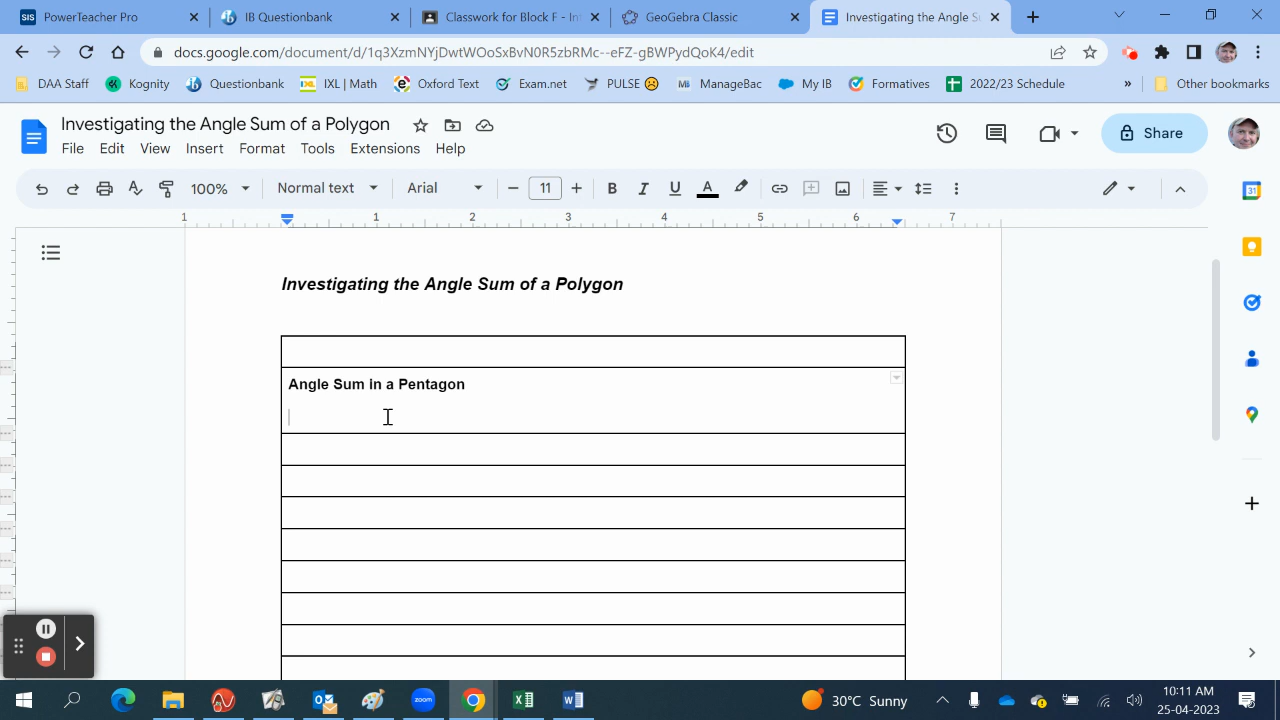 PowerTeacher Pro
IB Questionbank
Classwork for Block F
GeoGebra Classic
Investigating the Angle S
docs.google.com/document/d/1q3XzmNYjDwtWOoSxBvN0R5zbRMc--eFZ-gBWPydQoK4/edit
DAA Staff Kognity Questionbank IXL | Math Oxford Text Exam.net PULSE ManageBac My IB Formatives 2022/23 Schedule » Other bookmarks
Investigating the Angle Sum of a Polygon
Share
File Edit View Insert Format Tools Extensions Help
100% Normal text Arial 11
1 1 2 3 4 5 6 7
Investigating the Angle Sum of a Polygon
Angle Sum in a Pentagon
30°C Sunny
10:11 AM
25-04-2023